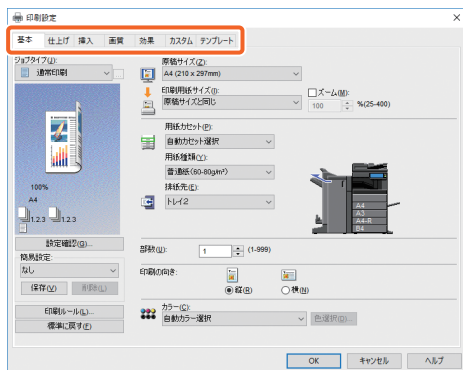 印刷設定
基本 仕上げ 挿入 画質 効果 カスタム テンプレート
ジョブタイプ(J):
通常印刷
原稿サイズ(Z):
A4 (210 x 297mm)
印刷用紙サイズ(I):
原稿サイズと同じ
ズーム(M):
100 %(25-400)
用紙カセット(P):
自動カセット選択
用紙種類(Y):
普通紙(60-80g/m²)
排紙先(E):
トレイ2
100%
A4
1.2.3 1.2.3
A4
A3
A4-R
B4
設定確認(Q)...
簡易設定:
なし
保存(V) 削除(L)
印刷ルール(L)...
標準に戻す(F)
部数(U): 1 (1-999)
印刷の向き:
縦(R) 横(N)
カラー(C):
自動カラー選択 色選択(O)...
OK キャンセル ヘルプ